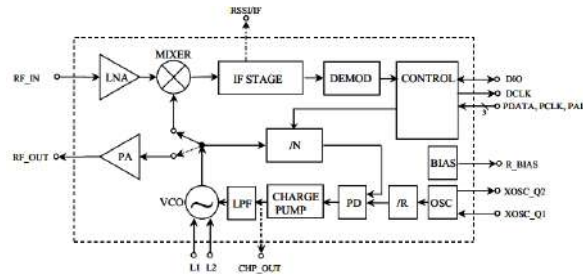 RSSI/IF
MIXER
RF_IN
LNA
IF STAGE
DEMOD
CONTROL
DIO
DCLK
PDATA, PCLK, PAL
3
RF_OUT
PA
/N
BIAS
R_BIAS
VCO
LPF
CHARGE
PUMP
PD
/R
OSC
XOSC_Q2
XOSC_Q1
L1
L2
CHP_OUT